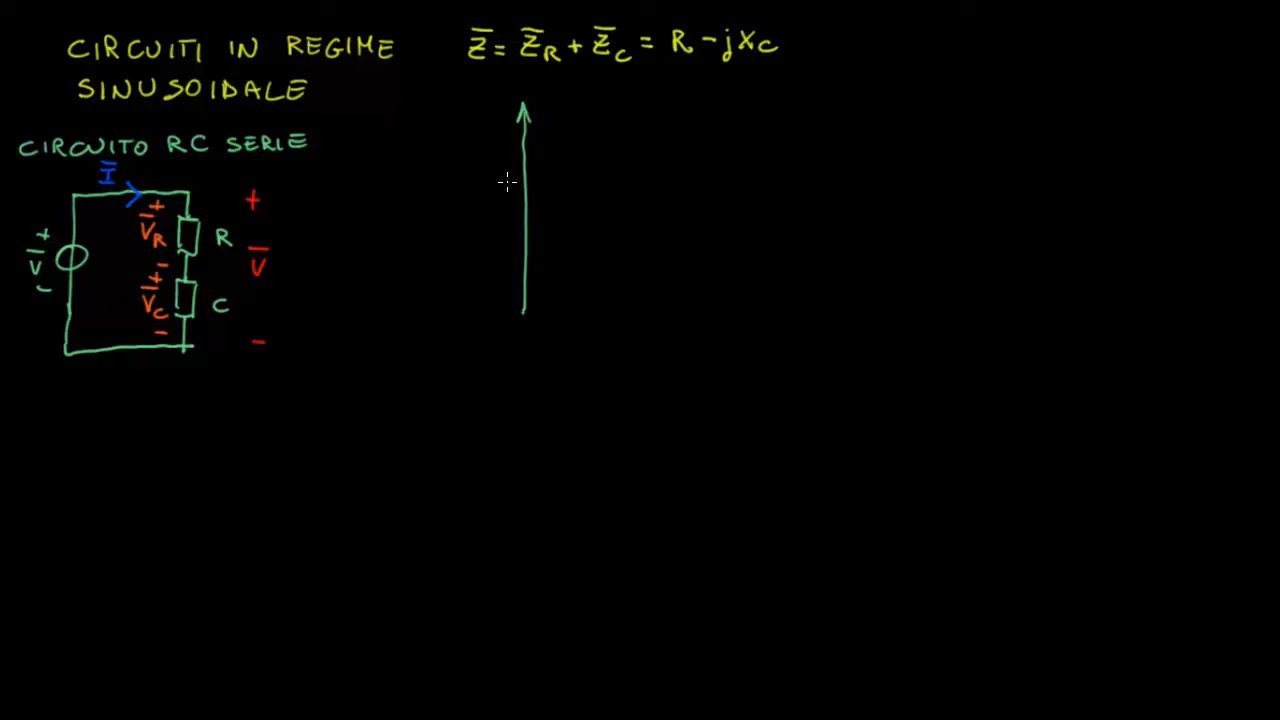 CIRCUITI IN REGIME
SINUSOIDALE
Z̅ = Z̅R + Z̅C = R - jXC
CIRCUITO RC SERIE
I̅
+
V̅
-
+
V̅R
-
R
+
V̅C
-
C
+
V̅
-